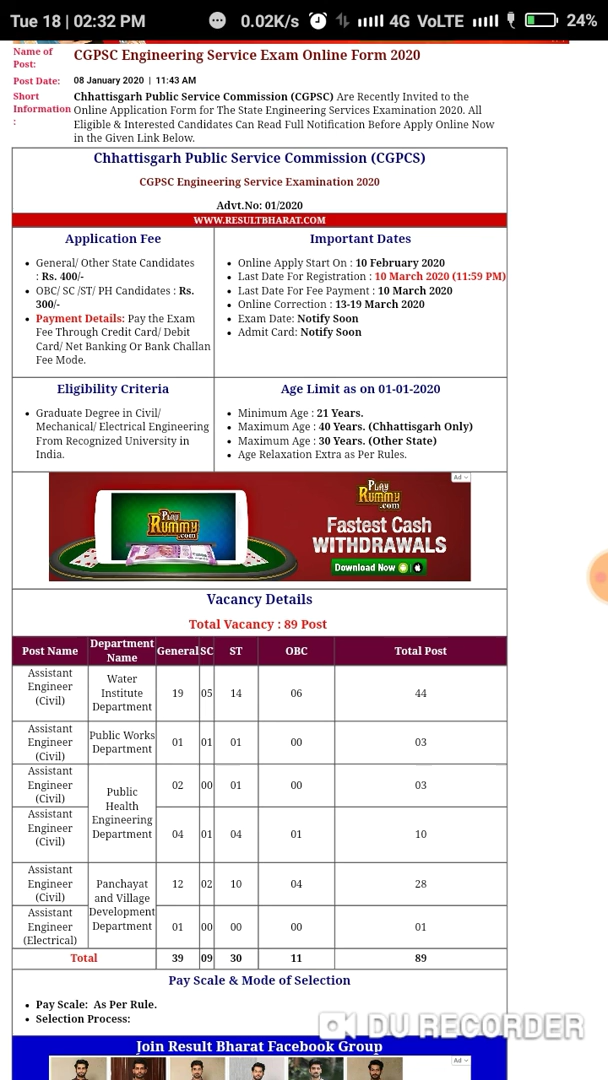 Tue 18 | 02:32 PM
0.02K/s
4G VoLTE
24%
Name of Post:
CGPSC Engineering Service Exam Online Form 2020
Post Date:
08 January 2020 | 11:43 AM
Short Information :
Chhattisgarh Public Service Commission (CGPSC) Are Recently Invited to the
Online Application Form for The State Engineering Services Examination 2020. All
Eligible & Interested Candidates Can Read Full Notification Before Apply Online Now
in the Given Link Below.
Chhattisgarh Public Service Commission (CGPCS)
CGPSC Engineering Service Examination 2020
Advt.No: 01/2020
WWW.RESULTBHARAT.COM
Application Fee
General/ Other State Candidates
: Rs. 400/-
OBC/ SC /ST/ PH Candidates : Rs.
300/-
Payment Details: Pay the Exam
Fee Through Credit Card/ Debit
Card/ Net Banking Or Bank Challan
Fee Mode.
Important Dates
Online Apply Start On : 10 February 2020
Last Date For Registration : 10 March 2020 (11:59 PM)
Last Date For Fee Payment : 10 March 2020
Online Correction : 13-19 March 2020
Exam Date: Notify Soon
Admit Card: Notify Soon
Eligibility Criteria
Graduate Degree in Civil/
Mechanical/ Electrical Engineering
From Recognized University in
India.
Age Limit as on 01-01-2020
Minimum Age : 21 Years.
Maximum Age : 40 Years. (Chhattisgarh Only)
Maximum Age : 30 Years. (Other State)
Age Relaxation Extra as Per Rules.
Ad
PLAY RUMMY .com
PLAY RUMMY .com
Fastest Cash
WITHDRAWALS
Download Now
Vacancy Details
Total Vacancy : 89 Post
Post Name Department Name General SC ST OBC Total Post
Assistant Engineer (Civil) Water Institute Department 19 05 14 06 44
Assistant Engineer (Civil) Public Works Department 01 01 01 00 03
Assistant Engineer (Civil) Public Health Engineering Department 02 00 01 00 03
Assistant Engineer (Civil) 04 01 04 01 10
Assistant Engineer (Civil) Panchayat and Village Development Department 12 02 10 04 28
Assistant Engineer (Electrical) 01 00 00 00 01
Total 39 09 30 11 89
Pay Scale & Mode of Selection
Pay Scale: As Per Rule.
Selection Process:
DU RECORDER
Join Result Bharat Facebook Group
Ad